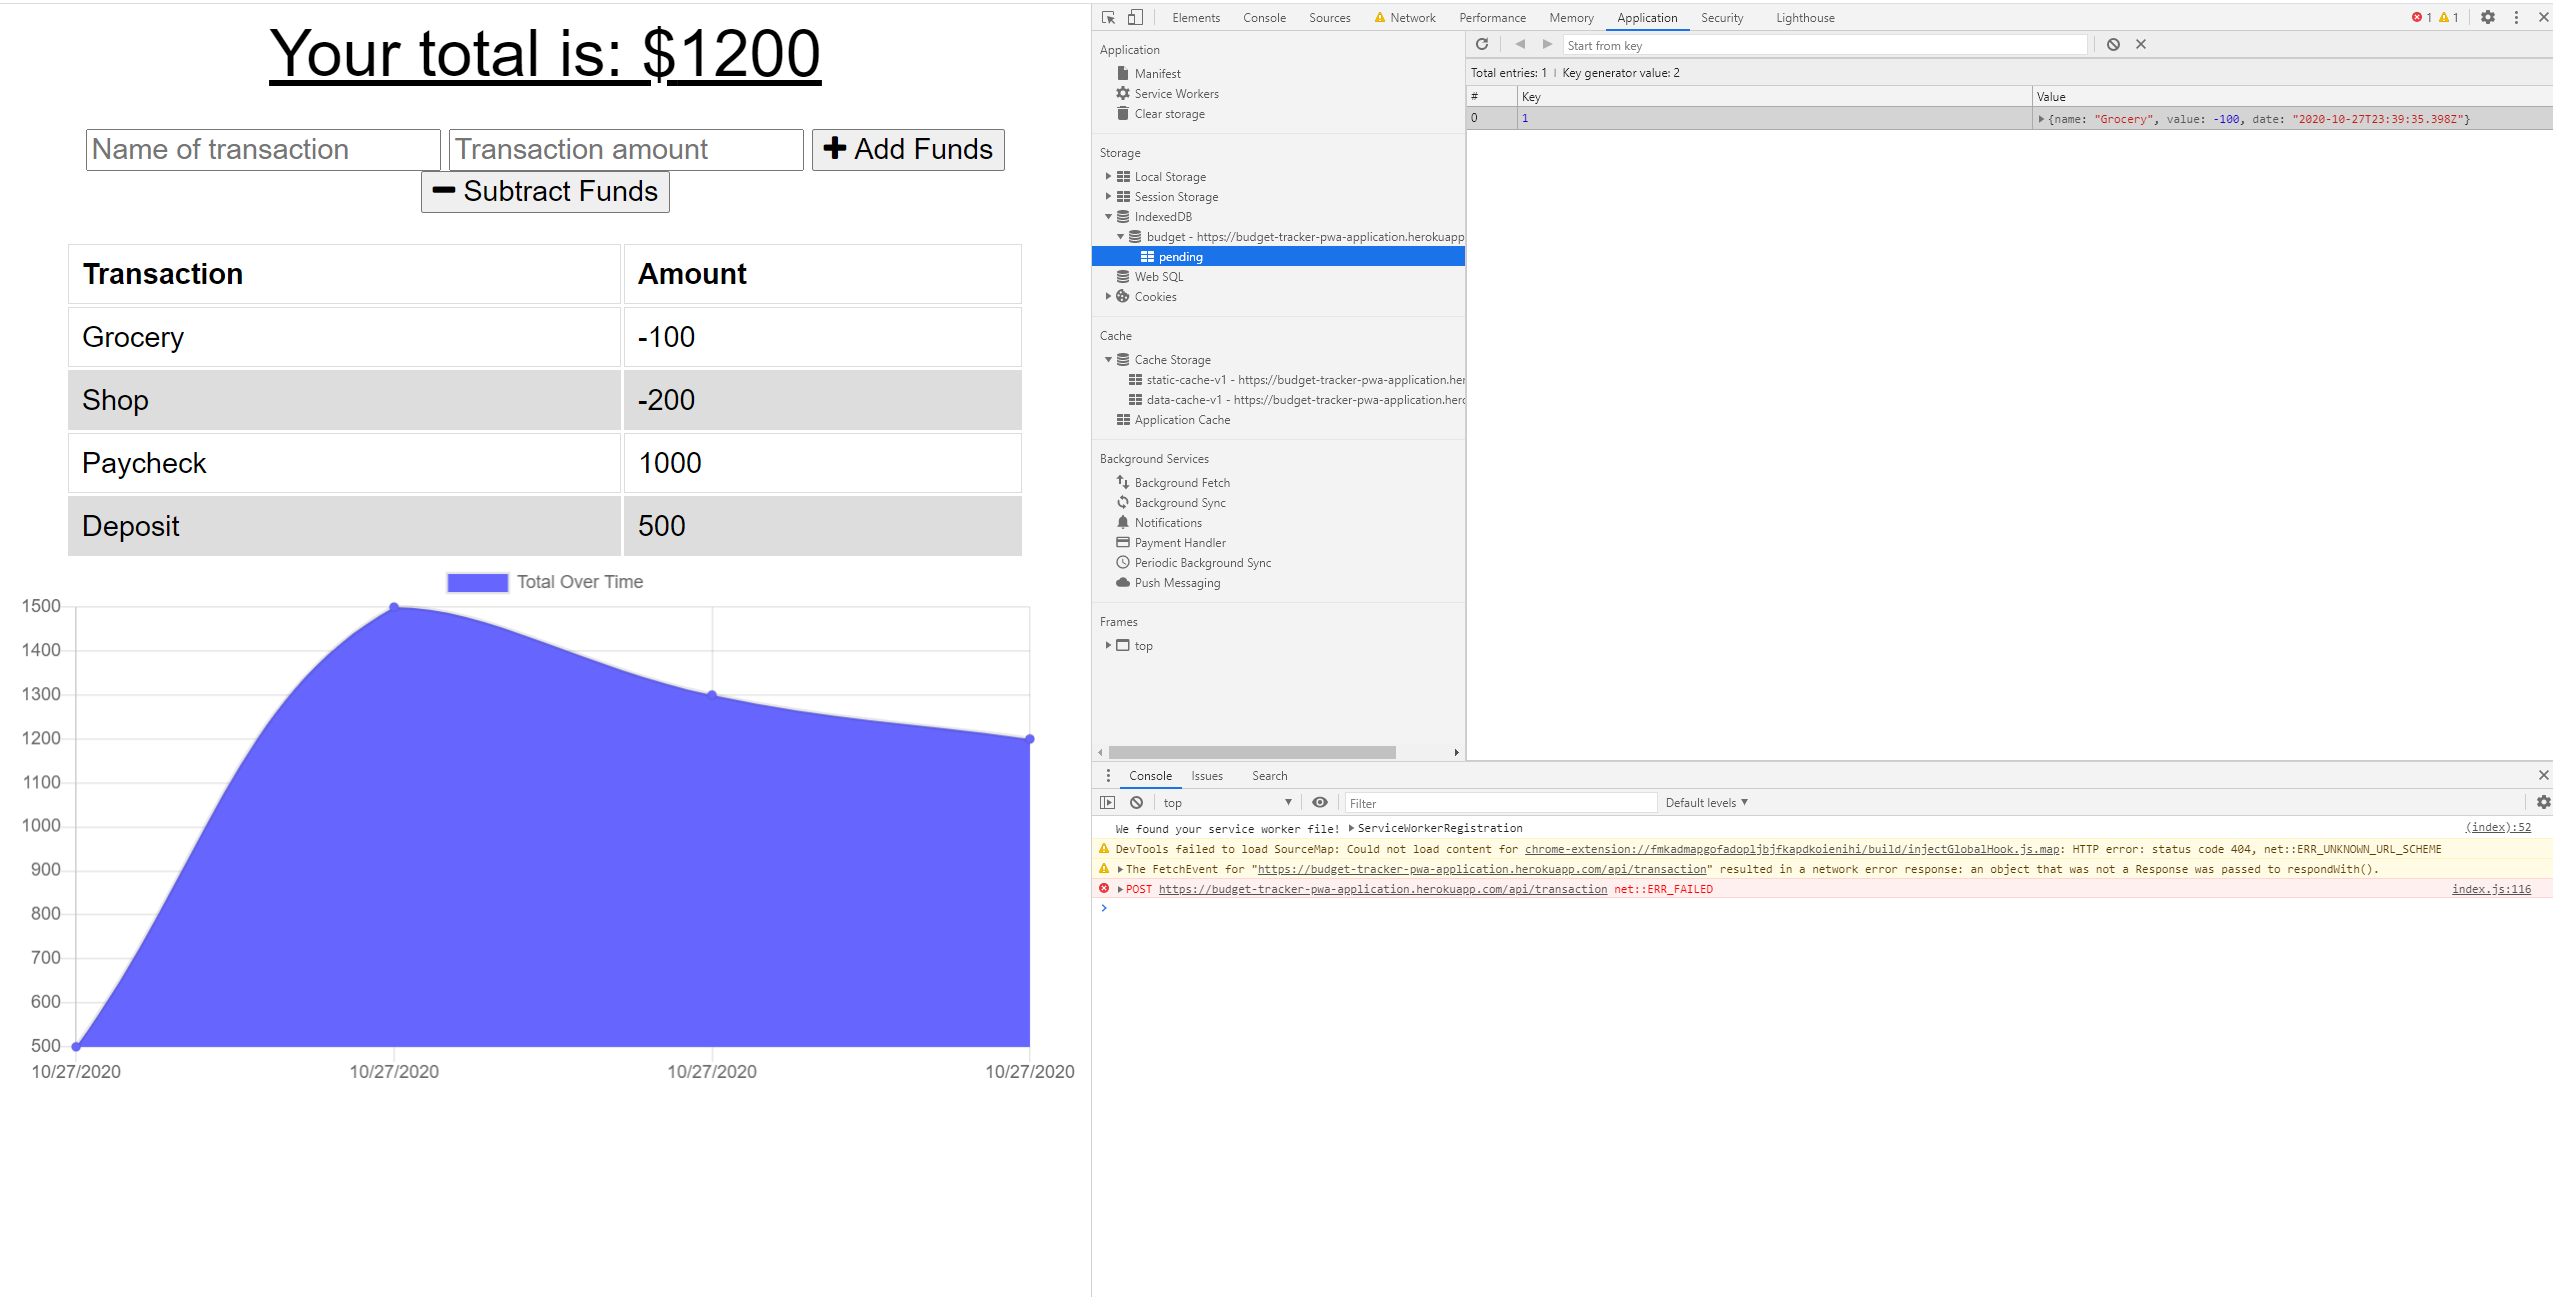 Your total is: $1200
Name of transaction Transaction amount Add Funds
Subtract Funds
Transaction Amount
Grocery -100
Shop -200
Paycheck 1000
Deposit 500
Total Over Time
1500
1400
1300
1200
1100
1000
900
800
700
600
500
10/27/2020 10/27/2020 10/27/2020 10/27/2020
Elements Console Sources Network Performance Memory Application Security Lighthouse 1 1
Application
Manifest
Service Workers
Clear storage
Storage
Local Storage
Session Storage
IndexedDB
budget - https://budget-tracker-pwa-application.herokuapp
pending
Web SQL
Cookies
Cache
Cache Storage
static-cache-v1 - https://budget-tracker-pwa-application.her
data-cache-v1 - https://budget-tracker-pwa-application.hero
Application Cache
Background Services
Background Fetch
Background Sync
Notifications
Payment Handler
Periodic Background Sync
Push Messaging
Frames
top
Start from key
Total entries: 1 Key generator value: 2
# Key Value
0 1 {name: "Grocery", value: -100, date: "2020-10-27T23:39:35.398Z"}
Console Issues Search
top Filter Default levels
We found your service worker file! ServiceWorkerRegistration (index):52
DevTools failed to load SourceMap: Could not load content for chrome-extension://fmkadmapgofadopljbjfkapdkoienihi/build/injectGlobalHook.js.map: HTTP error: status code 404, net::ERR_UNKNOWN_URL_SCHEME
The FetchEvent for "https://budget-tracker-pwa-application.herokuapp.com/api/transaction" resulted in a network error response: an object that was not a Response was passed to respondWith().
POST https://budget-tracker-pwa-application.herokuapp.com/api/transaction net::ERR_FAILED index.js:116